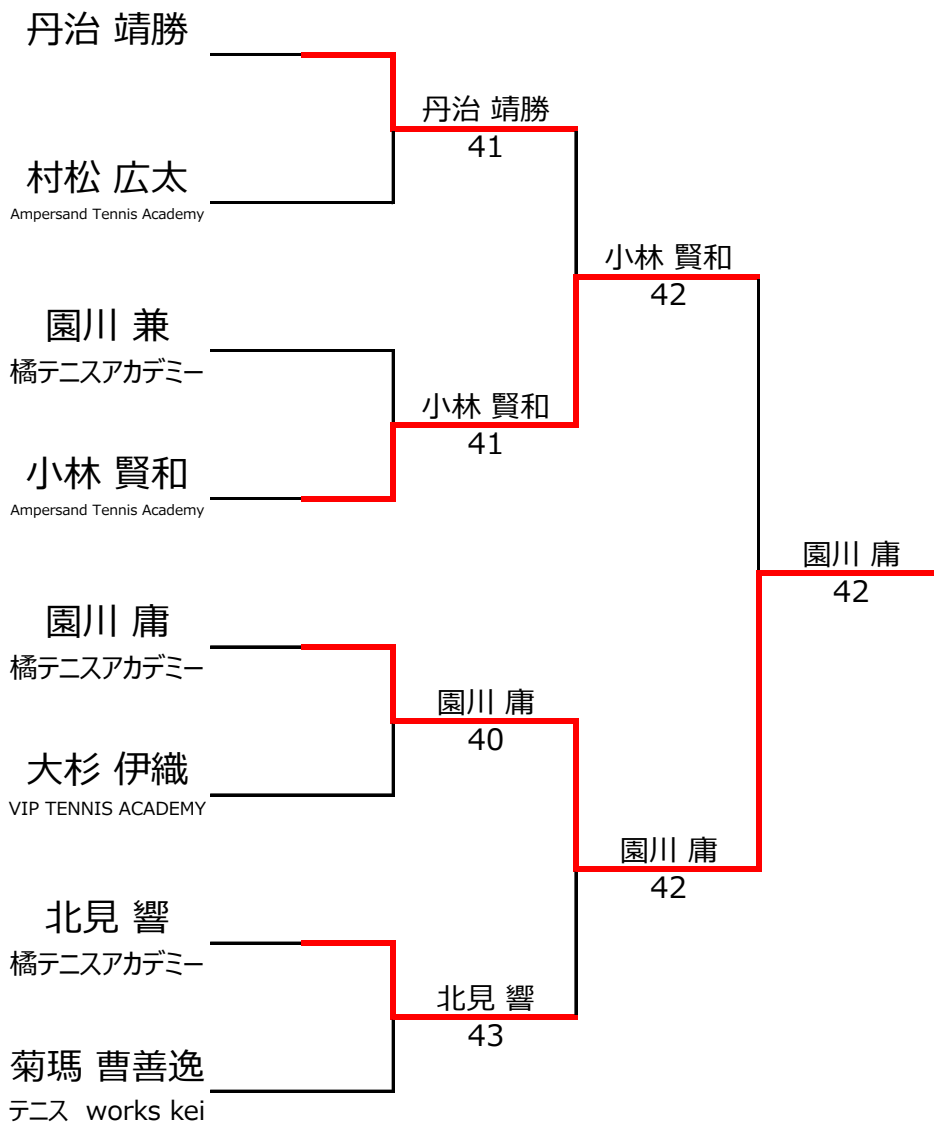 丹治 靖勝
丹治 靖勝
41
村松 広太
Ampersand Tennis Academy
小林 賢和
42
園川 兼
橘テニスアカデミー
小林 賢和
41
小林 賢和
Ampersand Tennis Academy
園川 庸
42
園川 庸
橘テニスアカデミー
園川 庸
40
大杉 伊織
VIP TENNIS ACADEMY
園川 庸
42
北見 響
橘テニスアカデミー
北見 響
43
菊瑪 曹善逸
テニス works kei